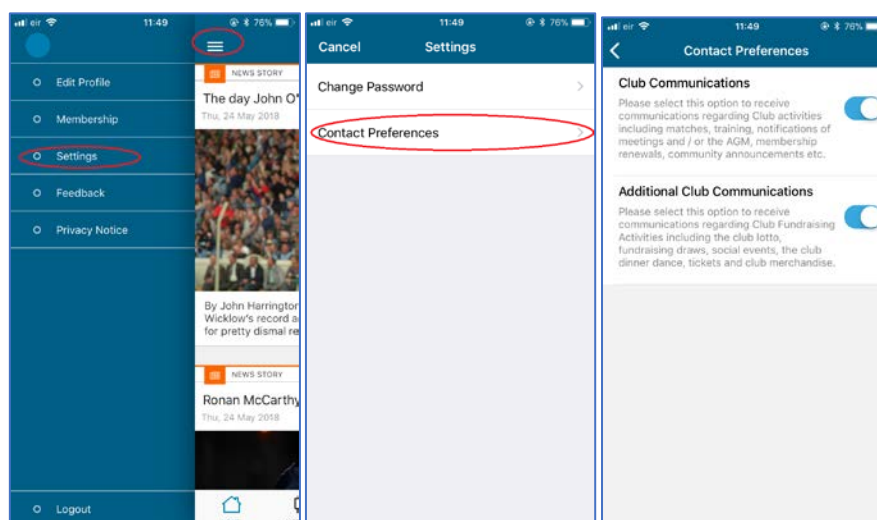 eir 11:49 76%
Edit Profile
Membership
Settings
Feedback
Privacy Notice
Logout
NEWS STORY
The day John O'
Thu, 24 May 2018
By John Harrington
Wicklow's record a
for pretty dismal re
NEWS STORY
Ronan McCarthy
Thu, 24 May 2018
eir 11:49 76%
Cancel Settings
Change Password
Contact Preferences
eir 11:49 76%
Contact Preferences
Club Communications
Please select this option to receive
communications regarding Club activities
including matches, training, notifications of
meetings and / or the AGM, membership
renewals, community announcements etc.
Additional Club Communications
Please select this option to receive
communications regarding Club Fundraising
Activities including the club lotto,
fundraising draws, social events, the club
dinner dance, tickets and club merchandise.